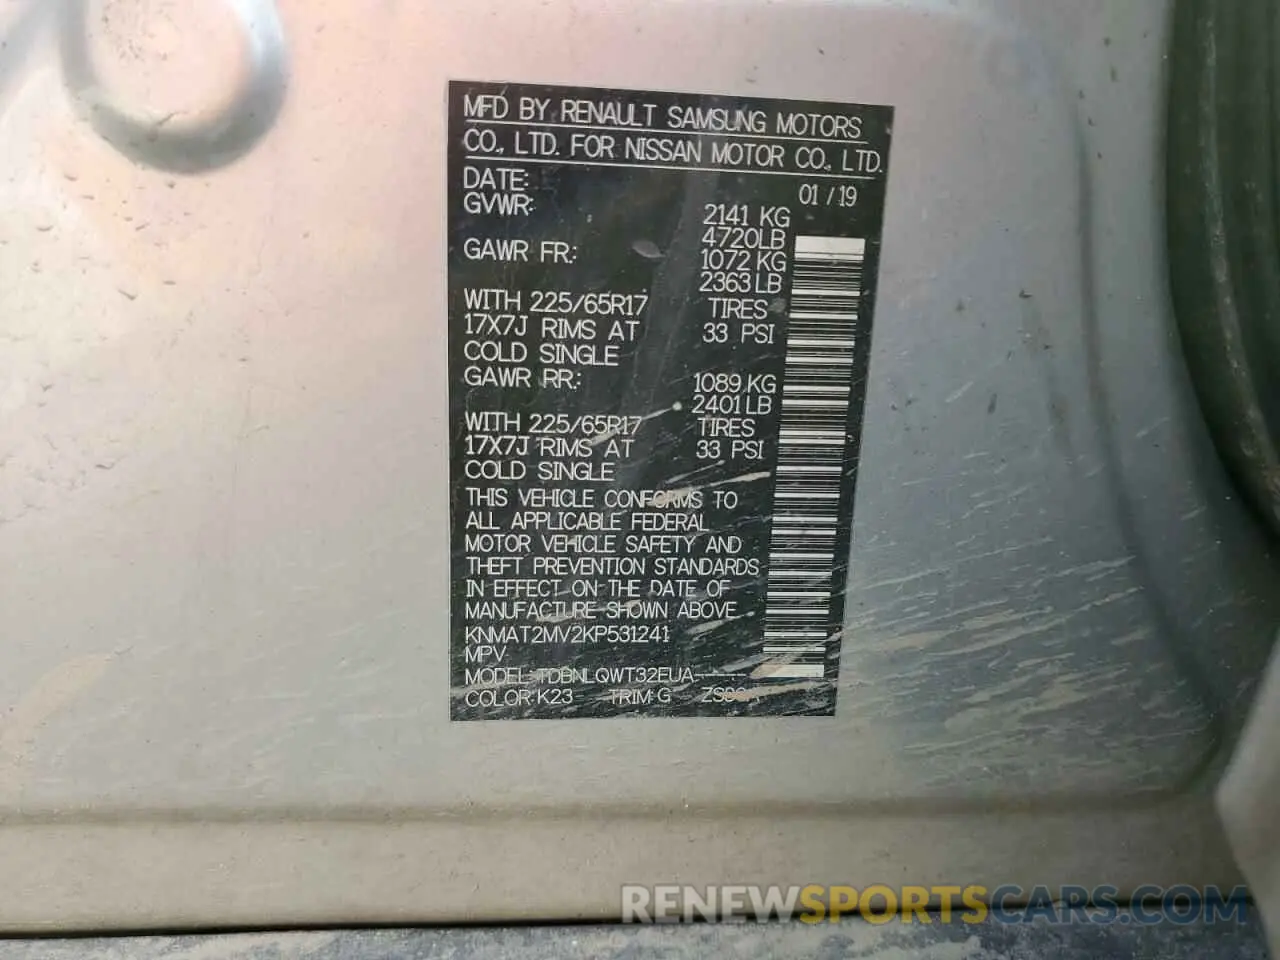 MFD BY RENAULT SAMSUNG MOTORS
CO., LTD. FOR NISSAN MOTOR CO., LTD.
DATE: 01 / 19
GVWR: 2141 KG
4720LB
GAWR FR: 1072 KG
2363 LB
WITH 225/65R17 TIRES
17X7J RIMS AT 33 PSI
COLD SINGLE
GAWR RR: 1089 KG
2401 LB
WITH 225/65R17 TIRES
17X7J RIMS AT 33 PSI
COLD SINGLE
THIS VEHICLE CONFORMS TO
ALL APPLICABLE FEDERAL
MOTOR VEHICLE SAFETY AND
THEFT PREVENTION STANDARDS
IN EFFECT ON THE DATE OF
MANUFACTURE SHOWN ABOVE
KNMAT2MV2KP531241
MPV
MODEL: TDBNLQWT32EUA-----
COLOR: K23 TRIM: G
RENEWSPORTSCARS.COM